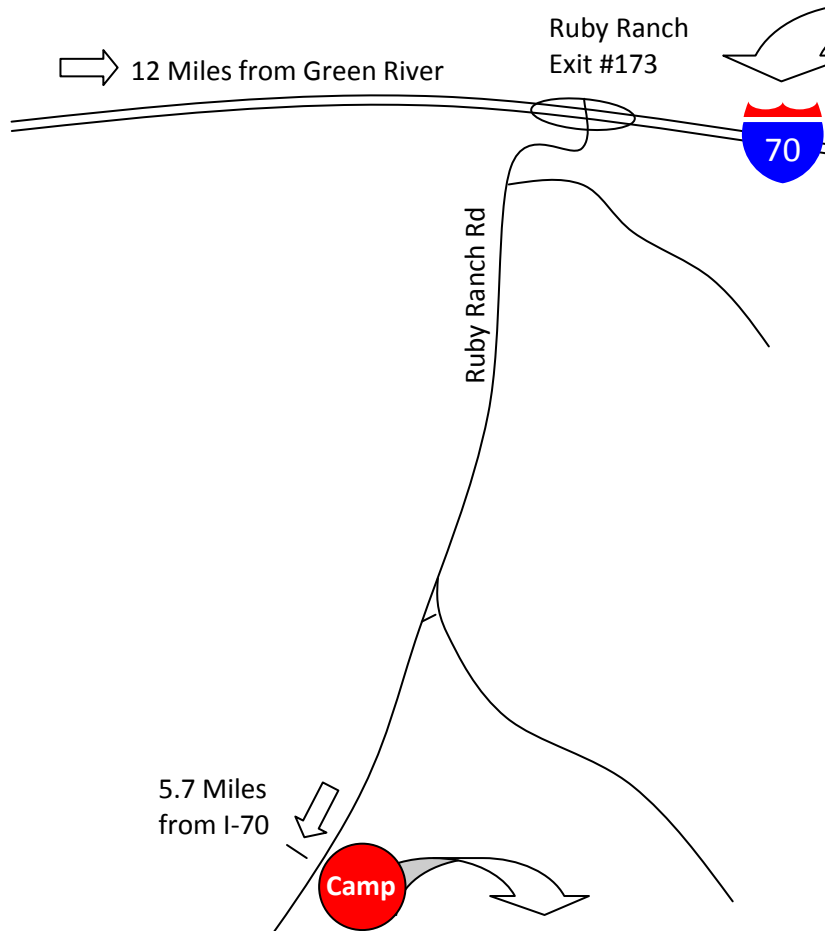 Ruby Ranch
Exit #173
12 Miles from Green River
70
Ruby Ranch Rd
5.7 Miles
from I-70
Camp